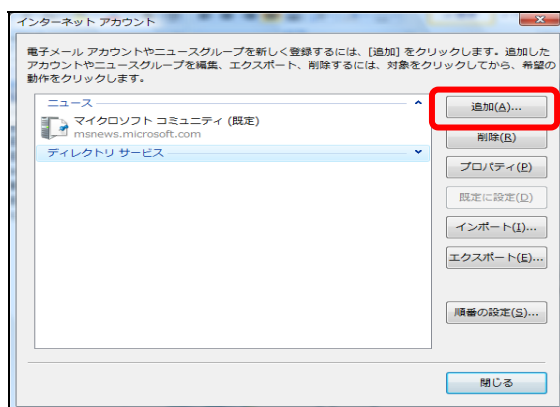 インターネット アカウント
電子メール アカウントやニュースグループを新しく登録するには、[追加] をクリックします。追加した
アカウントやニュースグループを編集、エクスポート、削除するには、対象をクリックしてから、希望の
動作をクリックします。
ニュース
マイクロソフト コミュニティ (既定)
msnews.microsoft.com
ディレクトリ サービス
追加(A)...
削除(R)
プロパティ(P)
既定に設定(D)
インポート(I)...
エクスポート(E)...
順番の設定(S)...
閉じる